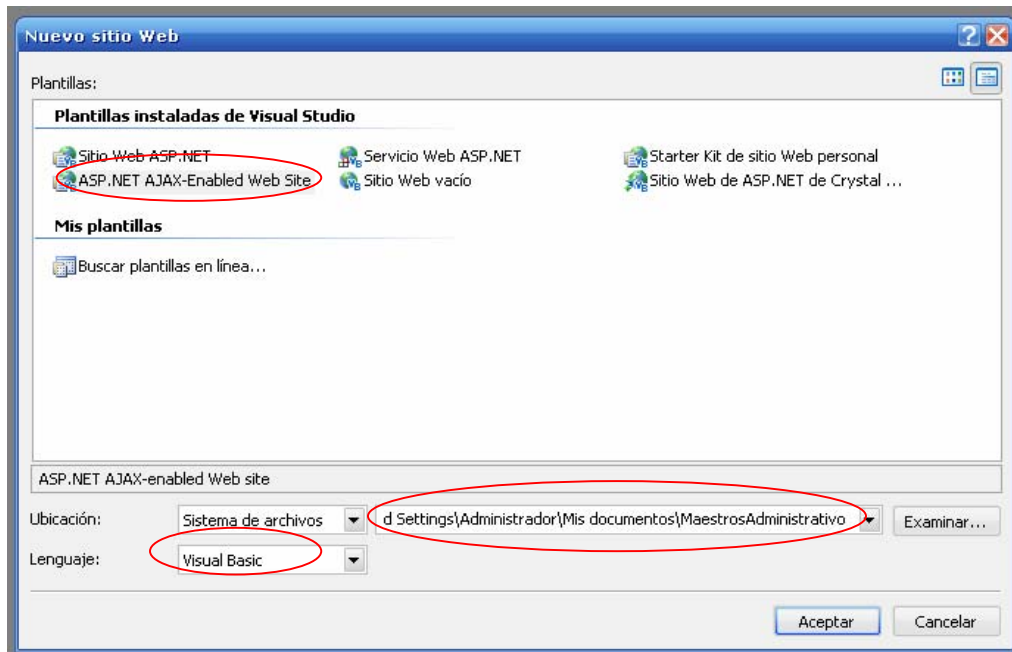 Nuevo sitio Web
Plantillas:
Plantillas instaladas de Visual Studio
Sitio Web ASP.NET Servicio Web ASP.NET Starter Kit de sitio Web personal
ASP.NET AJAX-Enabled Web Site Sitio Web vacío Sitio Web de ASP.NET de Crystal ...
Mis plantillas
Buscar plantillas en línea...
ASP.NET AJAX-enabled Web site
Ubicación: Sistema de archivos d Settings\Administrador\Mis documentos\MaestrosAdministrativo Examinar...
Lenguaje: Visual Basic
Aceptar Cancelar